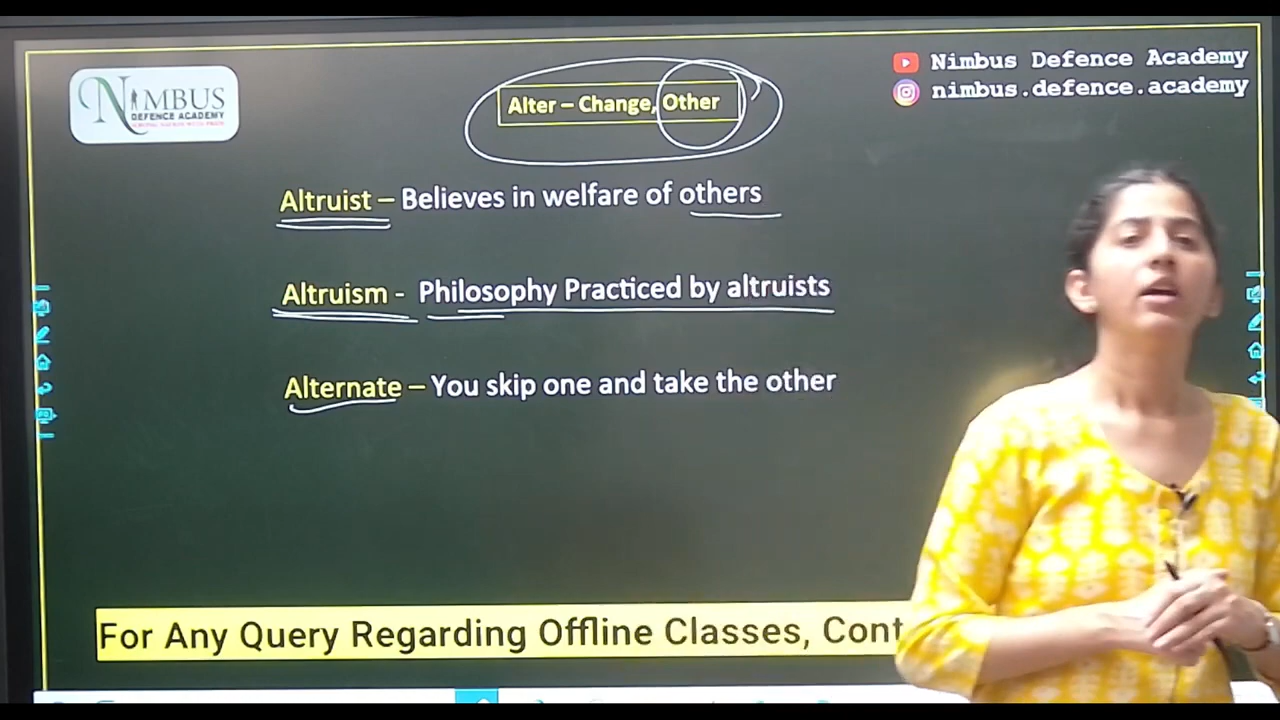 Nimbus Defence Academy
nimbus.defence.academy
NIMBUS
DEFENCE ACADEMY
Alter – Change, Other
Altruist – Believes in welfare of others
Altruism - Philosophy Practiced by altruists
Alternate – You skip one and take the other
For Any Query Regarding Offline Classes, Cont